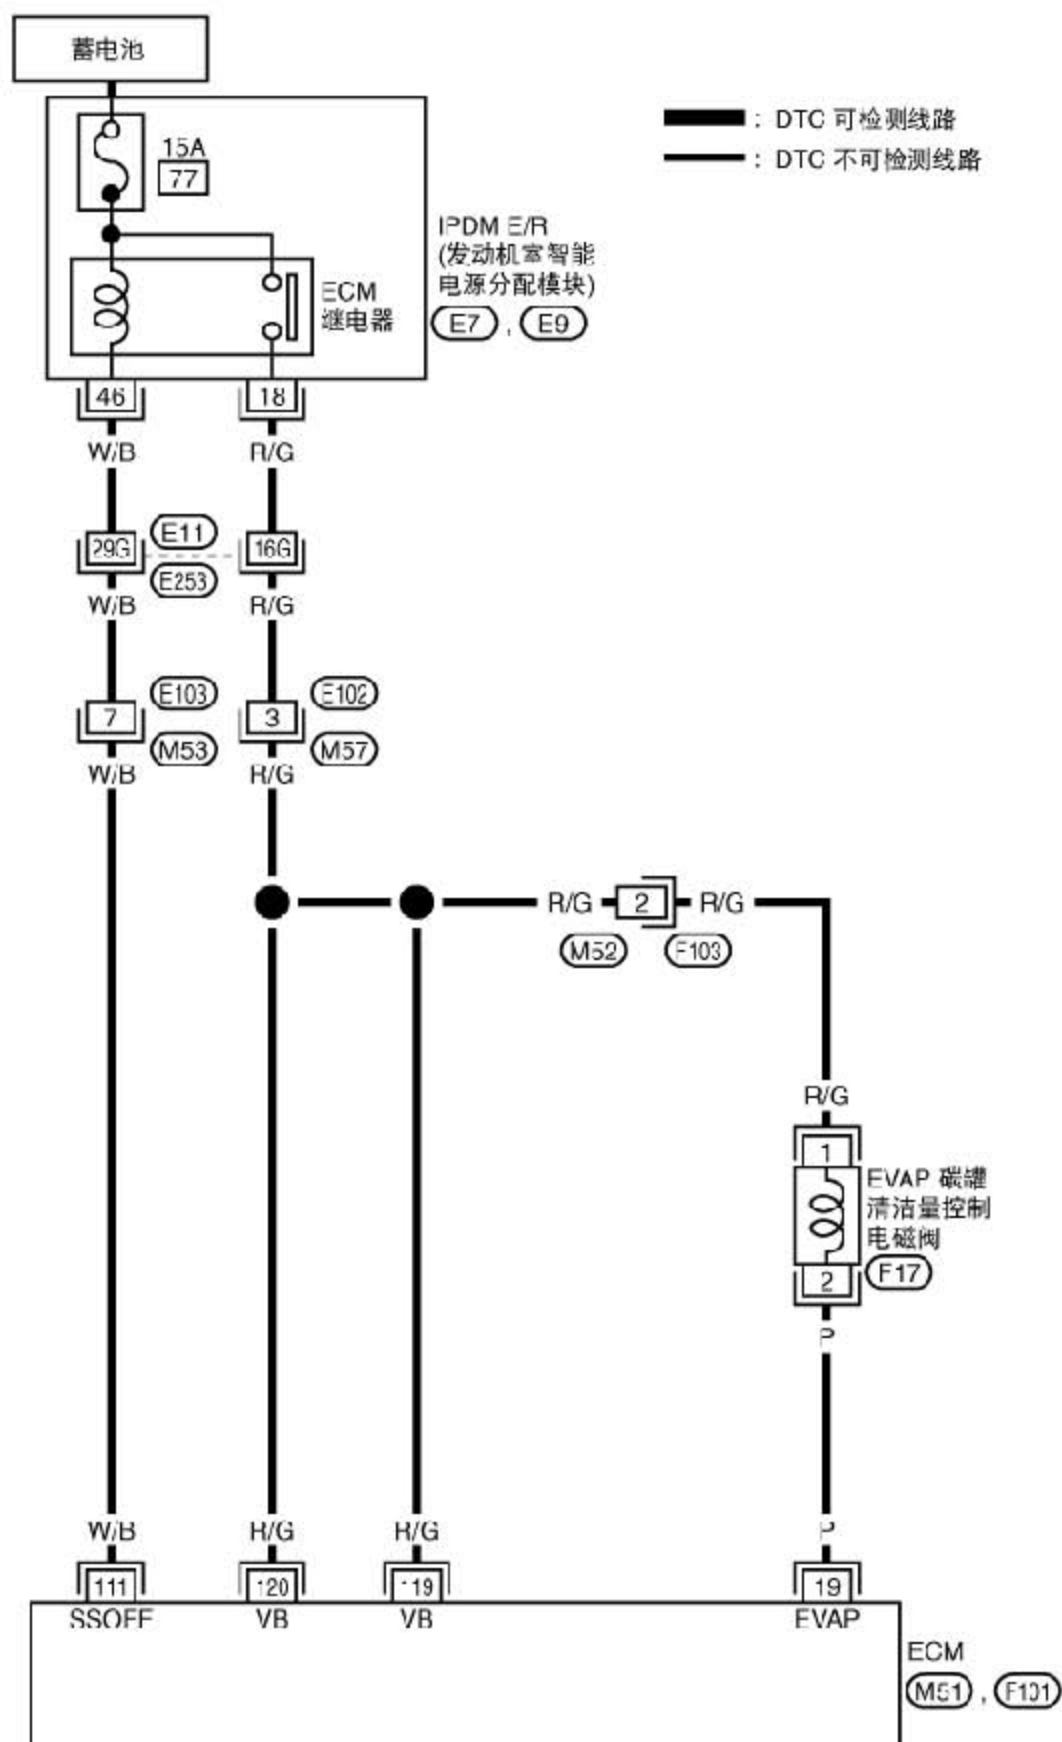 蓄电池
: DTC 可检测线路
15A
: DTC 不可检测线路
77
IPDM E/R
(发动机室智能
电源分配模块)
ECM
继电器
E7 , E9
46 18
W/B R/G
E11
29G 16G
E253
W/B R/G
E103 E102
7 3
M53 M57
W/B R/G
R/G 2 R/G
M52 F103
R/G
1
EVAP 碳罐
清洁量控制
电磁阀
F17
2
P
W/B R/G R/G P
111 120 119 19
SSOFF VB VB EVAP
ECM
M51 , F101